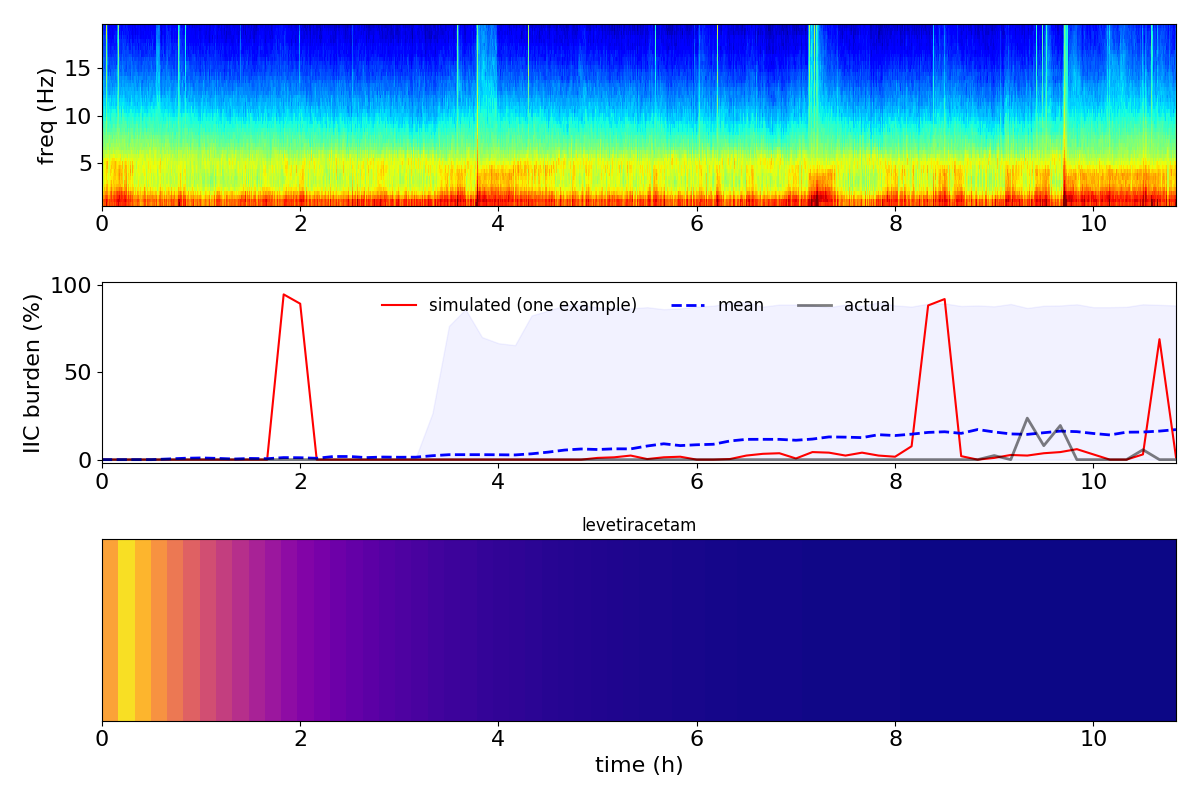 freq (Hz)
15
10
5
0 2 4 6 8 10
IIC burden (%)
100
50
0
simulated (one example) mean actual
0 2 4 6 8 10
levetiracetam
0 2 4 6 8 10
time (h)